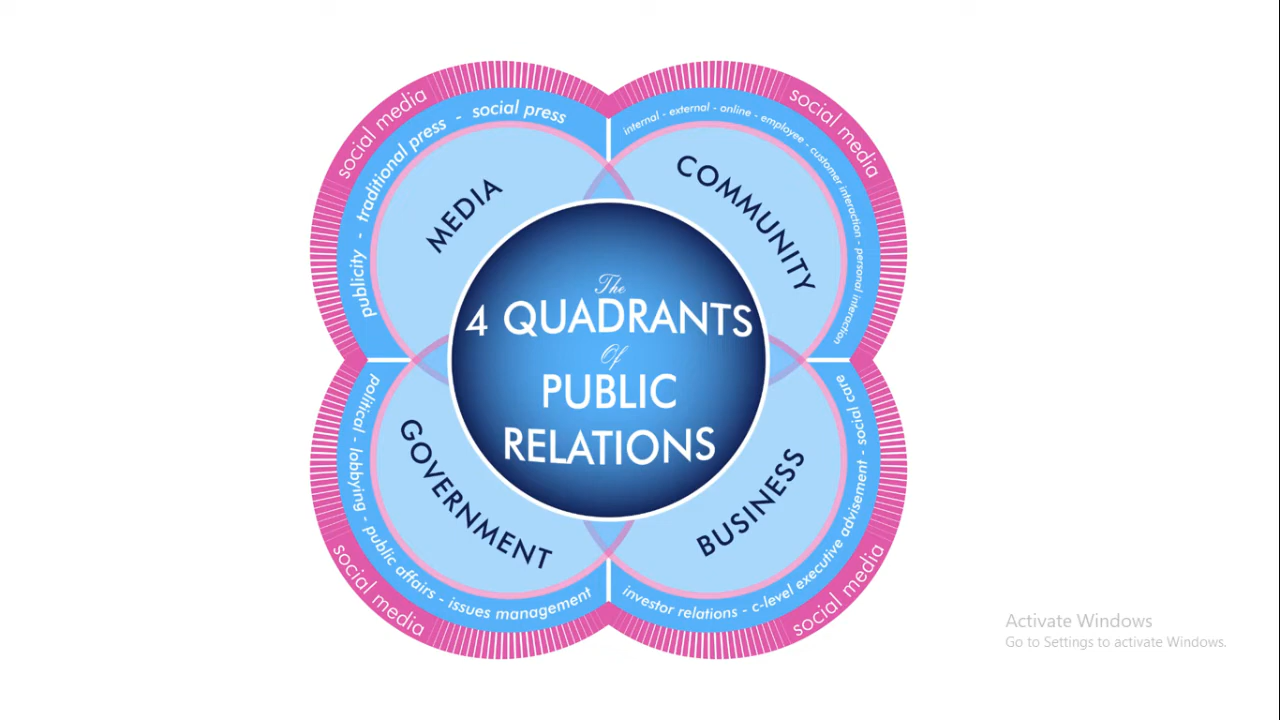 social media
publicity - traditional press - social press
MEDIA
social media
internal - external - online - employee - customer interaction - personal interaction
COMMUNITY
The
4 QUADRANTS
Of
PUBLIC
RELATIONS
GOVERNMENT
political - lobbying - public affairs - issues management
social media
BUSINESS
investor relations - c-level executive advisement - social care
social media
Activate Windows
Go to Settings to activate Windows.